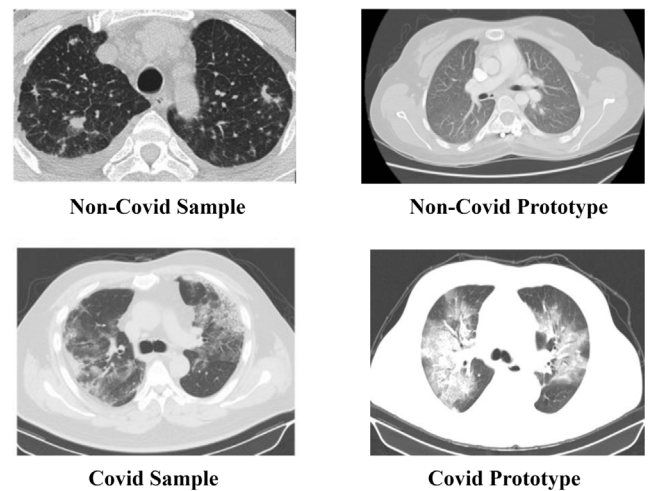 Non-Covid Sample
Non-Covid Prototype
Covid Sample
Covid Prototype